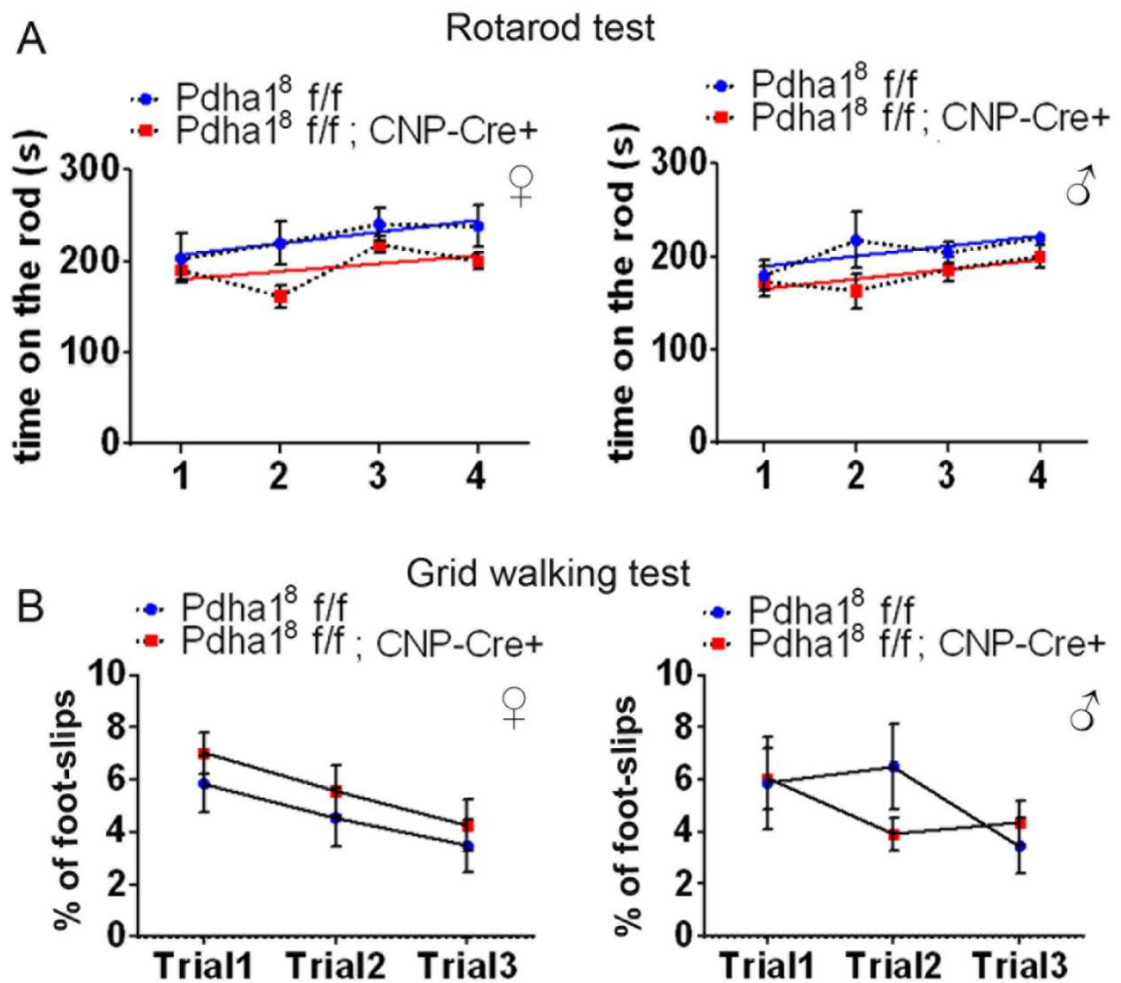 A
Rotarod test
Pdha1⁸ f/f
Pdha1⁸ f/f ; CNP-Cre+
time on the rod (s)
300
200
100
0
1 2 3 4
♀
Pdha1⁸ f/f
Pdha1⁸ f/f; CNP-Cre+
time on the rod (s)
300
200
100
0
1 2 3 4
♂
B
Grid walking test
Pdha1⁸ f/f
Pdha1⁸ f/f ; CNP-Cre+
% of foot-slips
10
8
6
4
2
0
Trial1 Trial2 Trial3
♀
Pdha1⁸ f/f
Pdha1⁸ f/f; CNP-Cre+
% of foot-slips
10
8
6
4
2
0
Trial1 Trial2 Trial3
♂